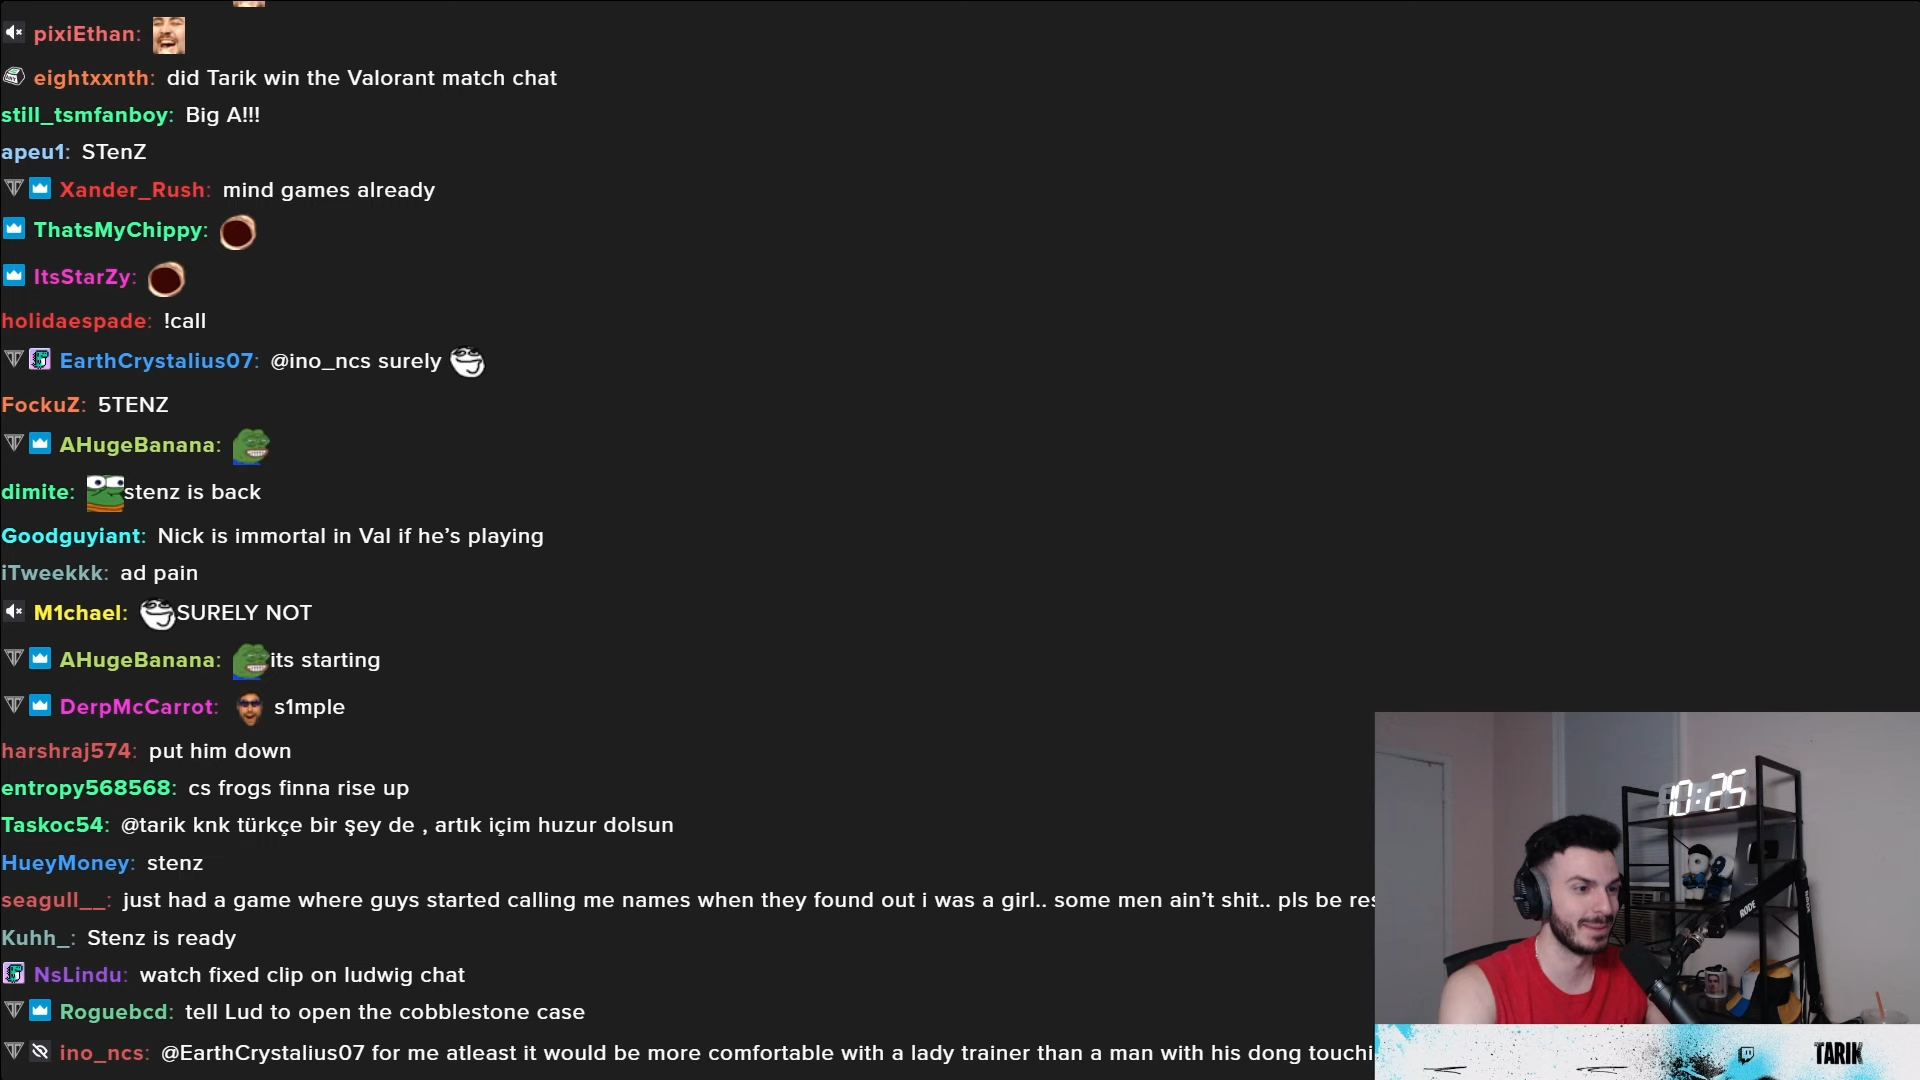 pixiEthan:
eightxxnth: did Tarik win the Valorant match chat
still_tsmfanboy: Big A!!!
apeu1: STenZ
Xander_Rush: mind games already
ThatsMyChippy:
ItsStarZy:
holidaespade: !call
EarthCrystalius07: @ino_ncs surely
FockuZ: 5TENZ
AHugeBanana:
dimite: stenz is back
Goodguyiant: Nick is immortal in Val if he’s playing
iTweekkk: ad pain
M1chael: SURELY NOT
AHugeBanana: its starting
DerpMcCarrot: s1mple
harshraj574: put him down
entropy568568: cs frogs finna rise up
Taskoc54: @tarik knk türkçe bir şey de , artık içim huzur dolsun
HueyMoney: stenz
seagull__: just had a game where guys started calling me names when they found out i was a girl.. some men ain’t shit.. pls be res
Kuhh_: Stenz is ready
NsLindu: watch fixed clip on ludwig chat
Roguebcd: tell Lud to open the cobblestone case
ino_ncs: @EarthCrystalius07 for me atleast it would be more comfortable with a lady trainer than a man with his dong touchi
10:25
RØDE
TARIK